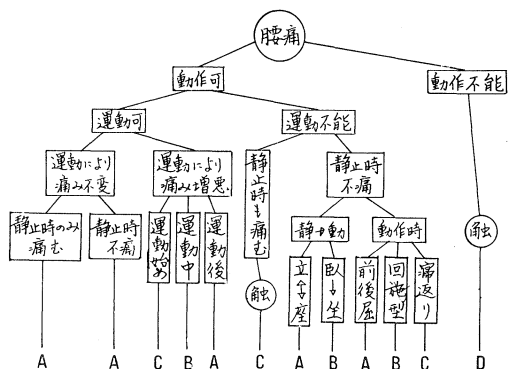 腰痛
動作可
動作不能
運動可
運動不能
運動により
痛み不変
運動により
痛み増悪
静止時も痛む
静止時
不痛
静止時のみ
痛む
静止時
不痛
運動始め
運動中
運動後
触
静↔動
動作時
触
立↔座
臥↔坐
前後屈
回施型
寝返り
A
A
C
B
A
C
A
B
A
B
C
D